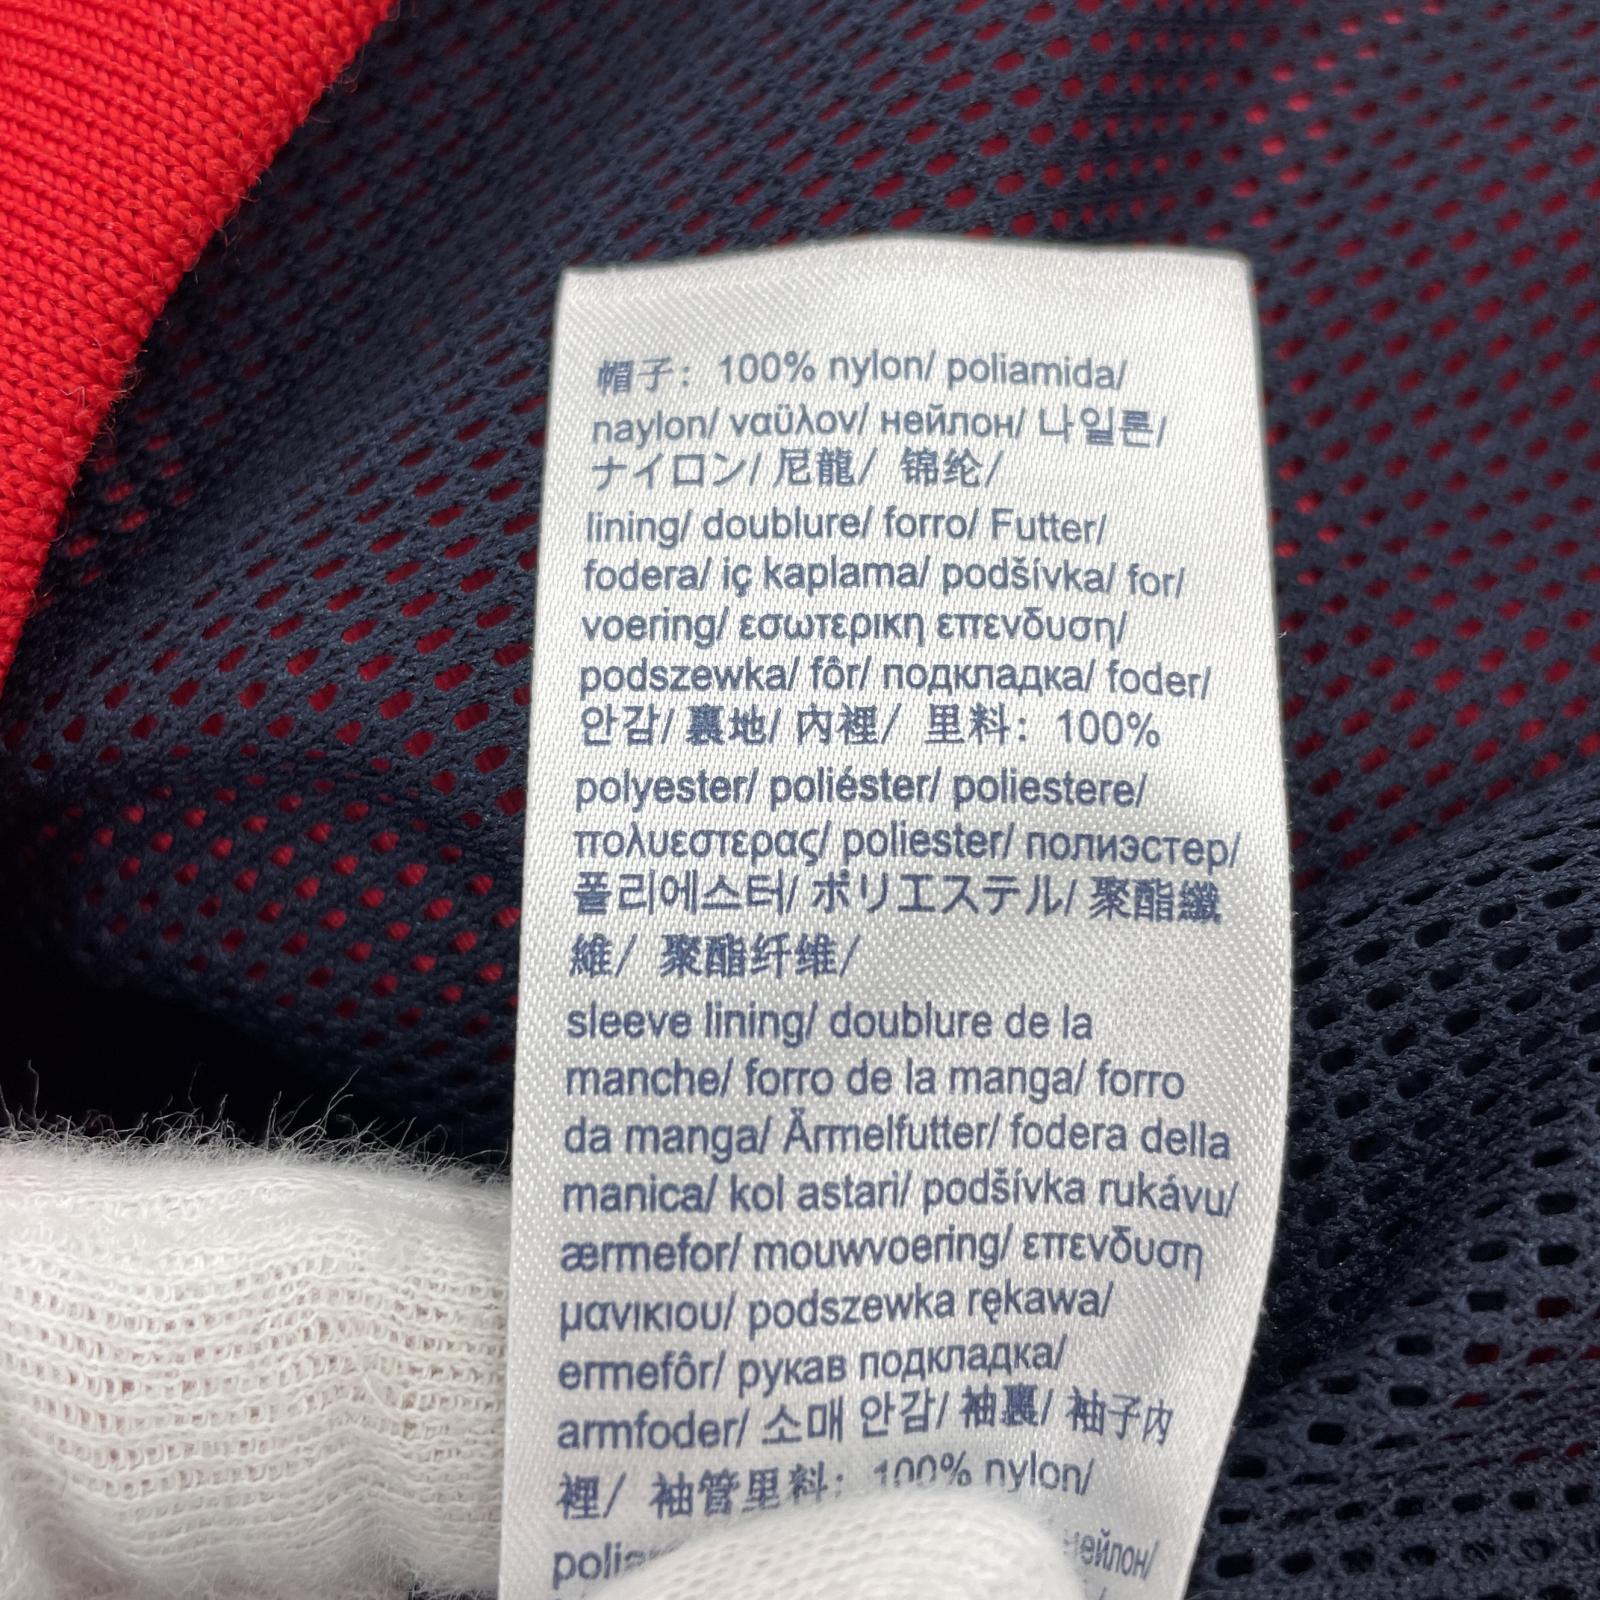 帽子: 100% nylon/ poliamida/
naylon/ ναϋλον/ нейлон/ 나일론/
ナイロン/ 尼龍/ 锦纶/
lining/ doublure/ forro/ Futter/
fodera/ iç kaplama/ podšívka/ for/
voering/ εσωτερικη επενδυση/
podszewka/ fôr/ подкладка/ foder/
안감/ 裏地/ 內裡/ 里料: 100%
polyester/ poliéster/ poliestere/
πολυεστερας/ poliester/ полиэстер/
폴리에스터/ ポリエステル/ 聚酯纖
維/ 聚酯纤维/
sleeve lining/ doublure de la
manche/ forro de la manga/ forro
da manga/ Ärmelfutter/ fodera della
manica/ kol astari/ podšívka rukávu/
ærmefor/ mouwvoering/ επενδυση
μανικιου/ podszewka rękawa/
ermefôr/ рукав подкладка/
armfoder/ 소매 안감/ 袖裏/ 袖子內
裡/ 袖管里料: 100% nylon/